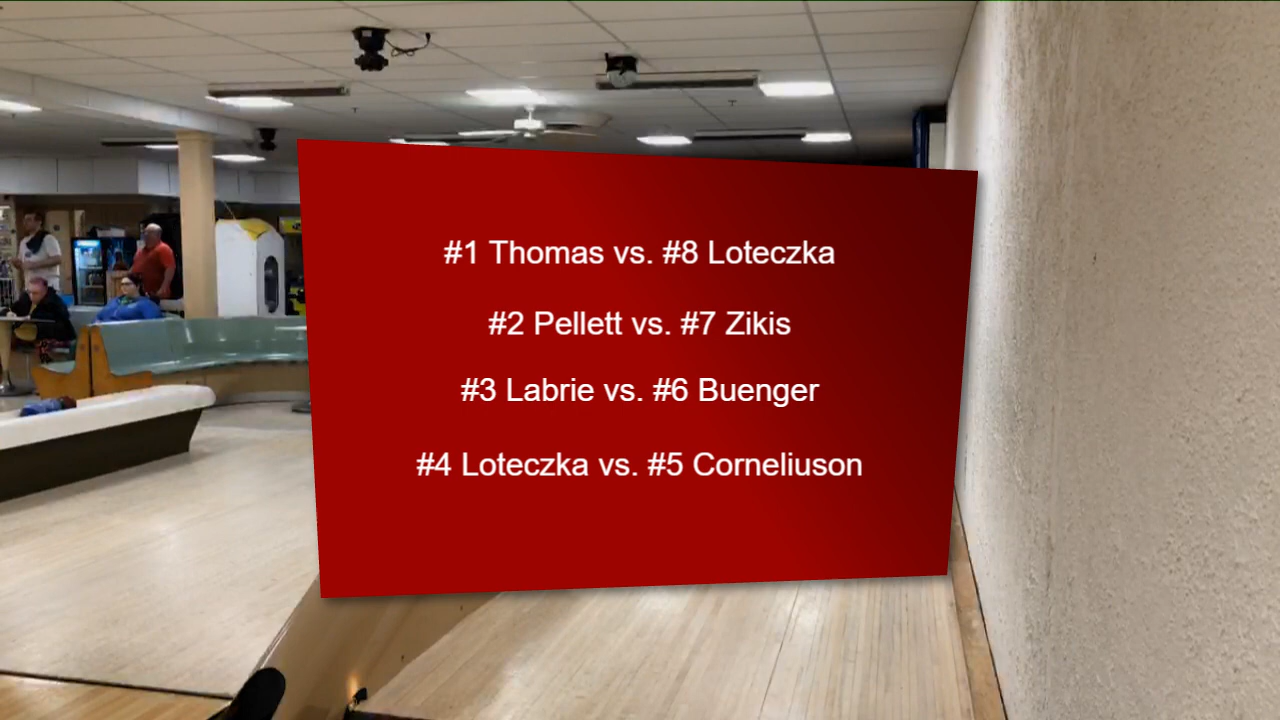 #1 Thomas vs. #8 Loteczka
#2 Pellett vs. #7 Zikis
#3 Labrie vs. #6 Buenger
#4 Loteczka vs. #5 Corneliuson